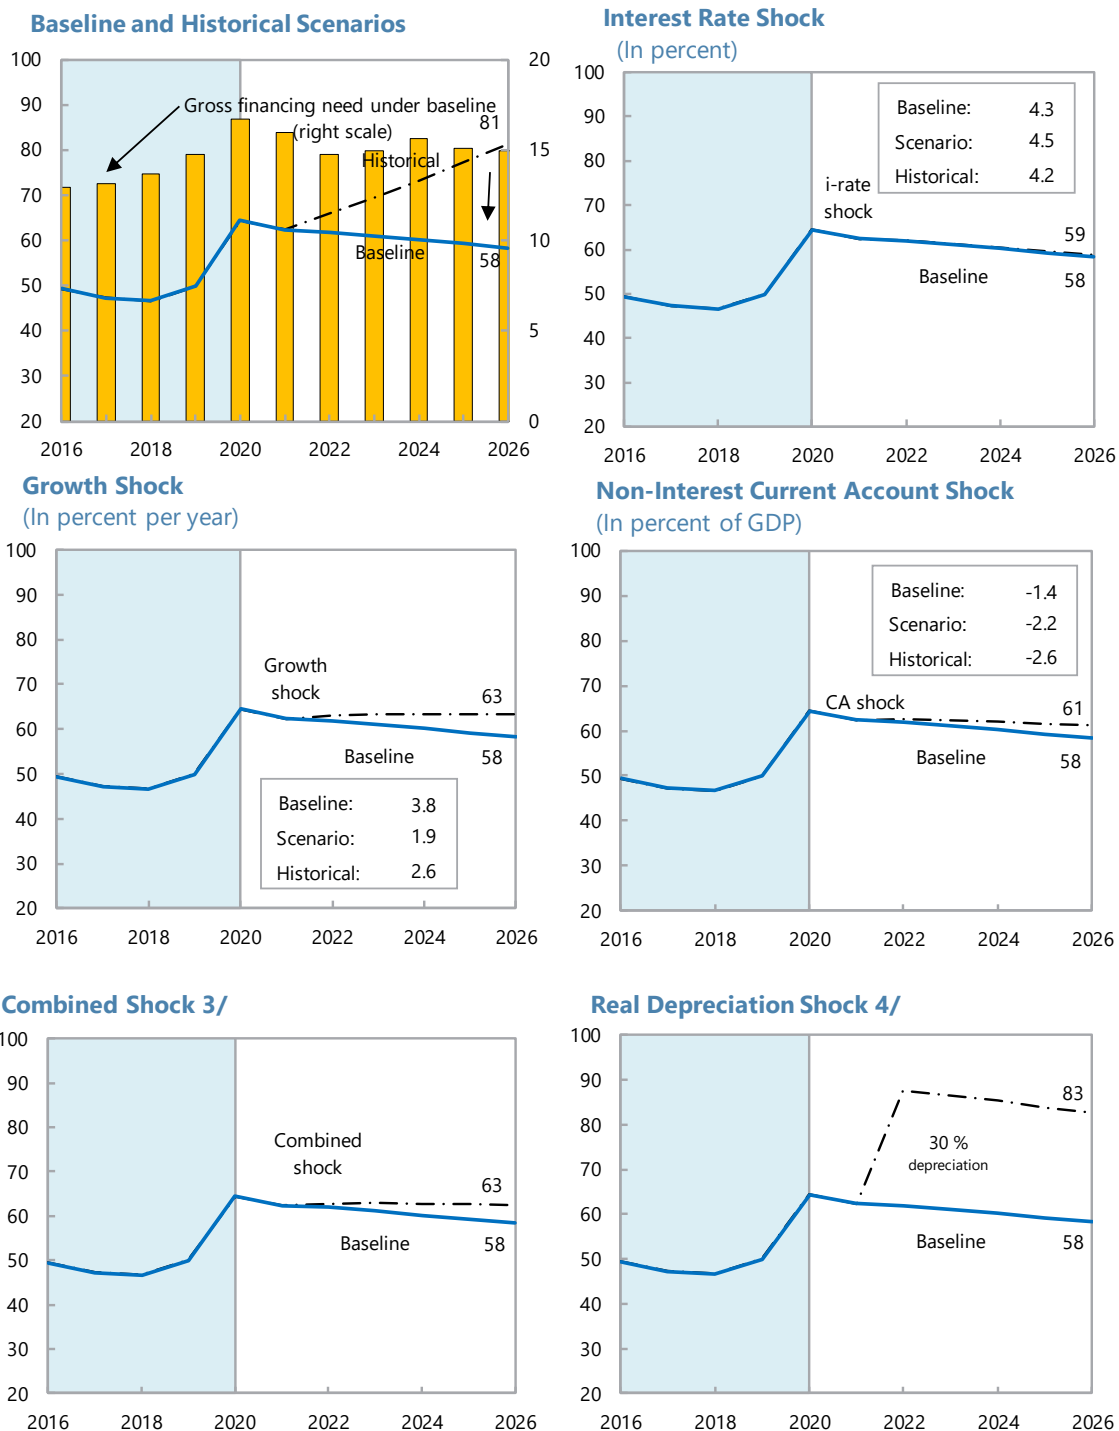 Baseline and Historical Scenarios
100
90
80
70
60
50
40
30
20
20
15
10
5
0
Gross financing need under baseline
(right scale)
81
Historical
Baseline
58
2016 2018 2020 2022 2024 2026
Interest Rate Shock
(In percent)
100
90
80
70
60
50
40
30
20
Baseline: 4.3
Scenario: 4.5
Historical: 4.2
i-rate
shock
59
Baseline
58
2016 2018 2020 2022 2024 2026
Growth Shock
(In percent per year)
100
90
80
70
60
50
40
30
20
Growth
shock
63
Baseline
58
Baseline: 3.8
Scenario: 1.9
Historical: 2.6
2016 2018 2020 2022 2024 2026
Non-Interest Current Account Shock
(In percent of GDP)
100
90
80
70
60
50
40
30
20
Baseline: -1.4
Scenario: -2.2
Historical: -2.6
CA shock
61
Baseline
58
2016 2018 2020 2022 2024 2026
Combined Shock 3/
100
90
80
70
60
50
40
30
20
Combined
shock
63
Baseline
58
2016 2018 2020 2022 2024 2026
Real Depreciation Shock 4/
100
90
80
70
60
50
40
30
20
83
30 %
depreciation
Baseline
58
2016 2018 2020 2022 2024 2026